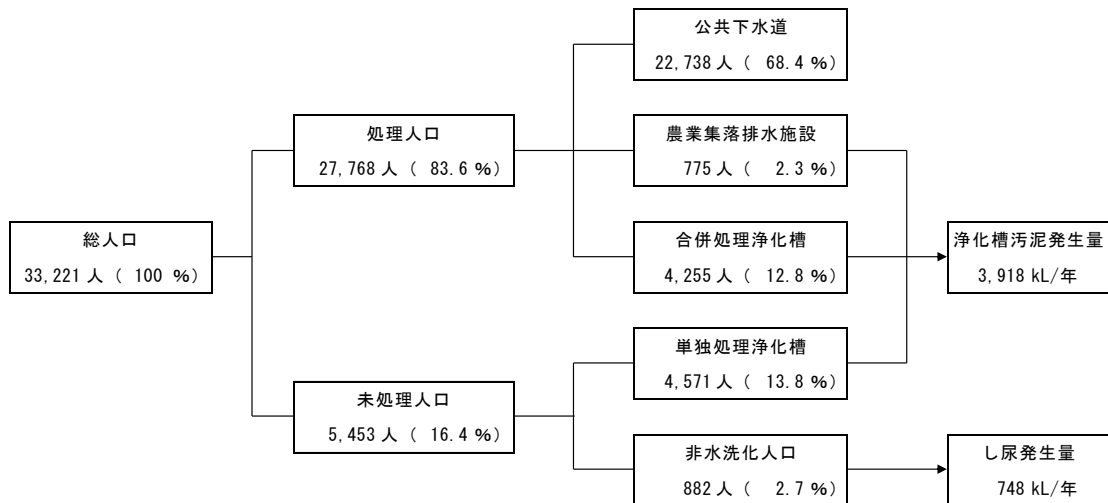 公共下水道
22,738 人 ( 68.4 %)
処理人口
27,768 人 ( 83.6 %)
農業集落排水施設
775 人 ( 2.3 %)
総人口
33,221 人 ( 100 %)
合併処理浄化槽
4,255 人 ( 12.8 %)
浄化槽汚泥発生量
3,918 kL/年
単独処理浄化槽
4,571 人 ( 13.8 %)
未処理人口
5,453 人 ( 16.4 %)
非水洗化人口
882 人 ( 2.7 %)
し尿発生量
748 kL/年